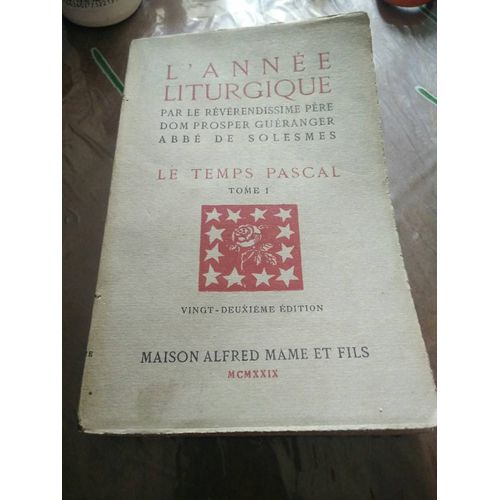 L'ANNÉE
LITURGIQUE
PAR LE RÉVÉRENDISSIME PÈRE
DOM PROSPER GUÉRANGER
ABBÉ DE SOLESMES
LE TEMPS PASCAL
TOME I
VINGT-DEUXIÈME ÉDITION
MAISON ALFRED MAME ET FILS
MCMXXIX